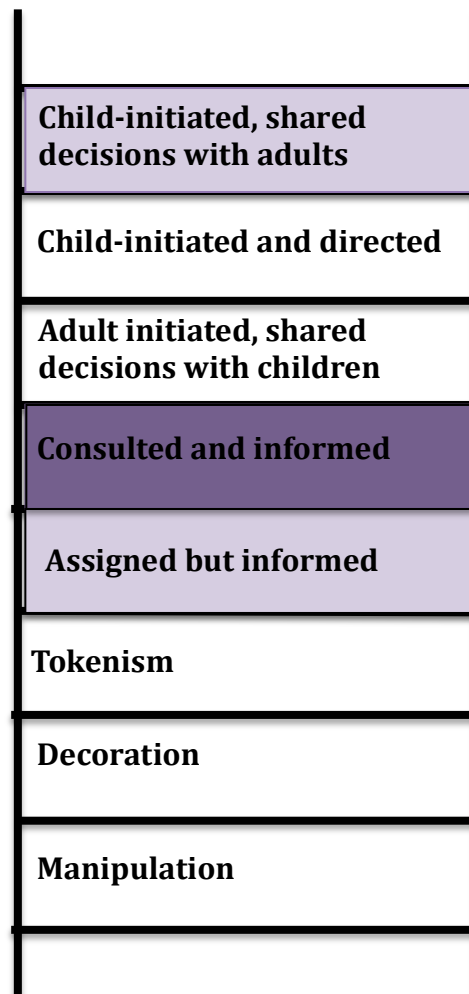 Child-initiated, shared
decisions with adults
Child-initiated and directed
Adult initiated, shared
decisions with children
Consulted and informed
Assigned but informed
Tokenism
Decoration
Manipulation